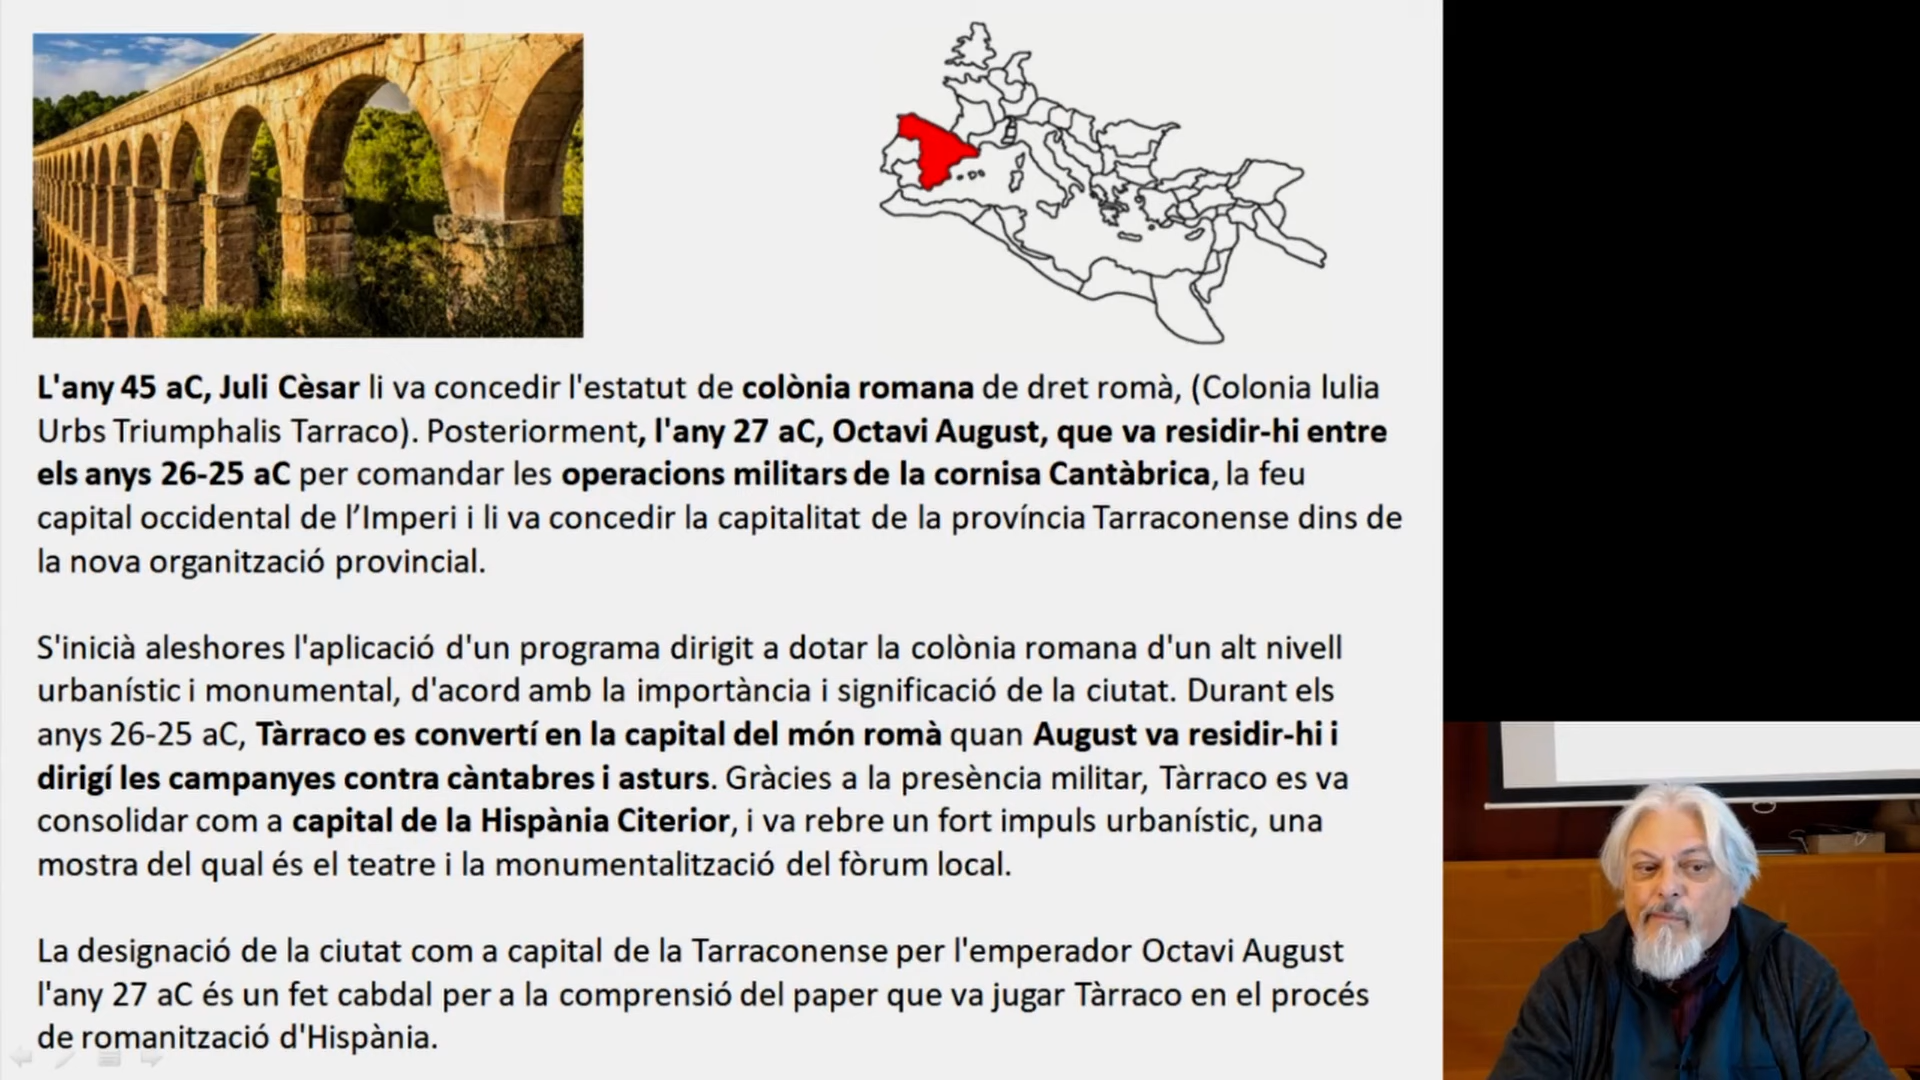 L'any 45 aC, Juli Cèsar li va concedir l'estatut de colònia romana de dret romà, (Colonia lulia
Urbs Triumphalis Tarraco). Posteriorment, l'any 27 aC, Octavi August, que va residir-hi entre
els anys 26-25 aC per comandar les operacions militars de la cornisa Cantàbrica, la feu
capital occidental de l’Imperi i li va concedir la capitalitat de la província Tarraconense dins de
la nova organització provincial.
S'inicià aleshores l'aplicació d'un programa dirigit a dotar la colònia romana d'un alt nivell
urbanístic i monumental, d'acord amb la importància i significació de la ciutat. Durant els
anys 26-25 aC, Tàrraco es convertí en la capital del món romà quan August va residir-hi i
dirigí les campanyes contra càntabres i asturs. Gràcies a la presència militar, Tàrraco es va
consolidar com a capital de la Hispània Citerior, i va rebre un fort impuls urbanístic, una
mostra del qual és el teatre i la monumentalització del fòrum local.
La designació de la ciutat com a capital de la Tarraconense per l'emperador Octavi August
l'any 27 aC és un fet cabdal per a la comprensió del paper que va jugar Tàrraco en el procés
de romanització d'Hispània.